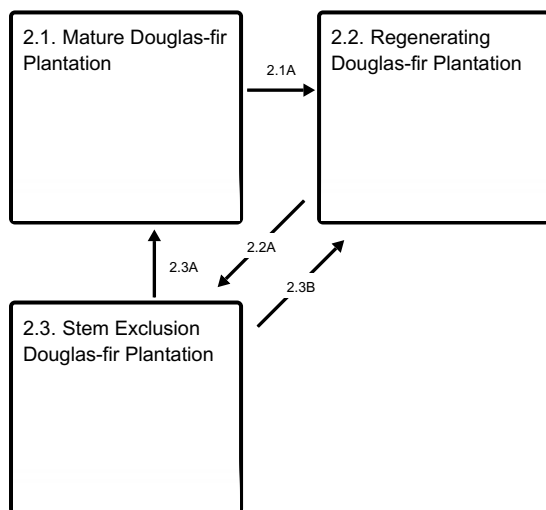 2.1. Mature Douglas-fir
Plantation
2.1A
2.2. Regenerating
Douglas-fir Plantation
2.2A
2.3A
2.3B
2.3. Stem Exclusion
Douglas-fir Plantation